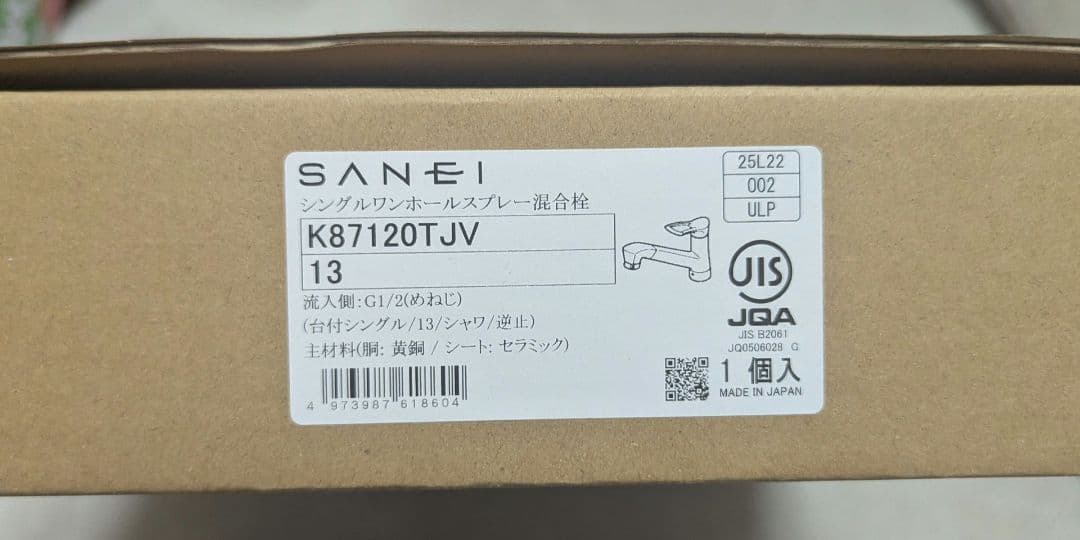 SANEI
シングルワンホールスプレー混合栓
K87120TJV
13
流入側:G1/2(めねじ)
(台付シングル/13/シャワ/逆止)
主材料(胴: 黄銅 / シート: セラミック)
4 973987 618604
25L22
002
ULP
JIS
JQA
JIS B2061
JQ0506028 G
1個入
MADE IN JAPAN